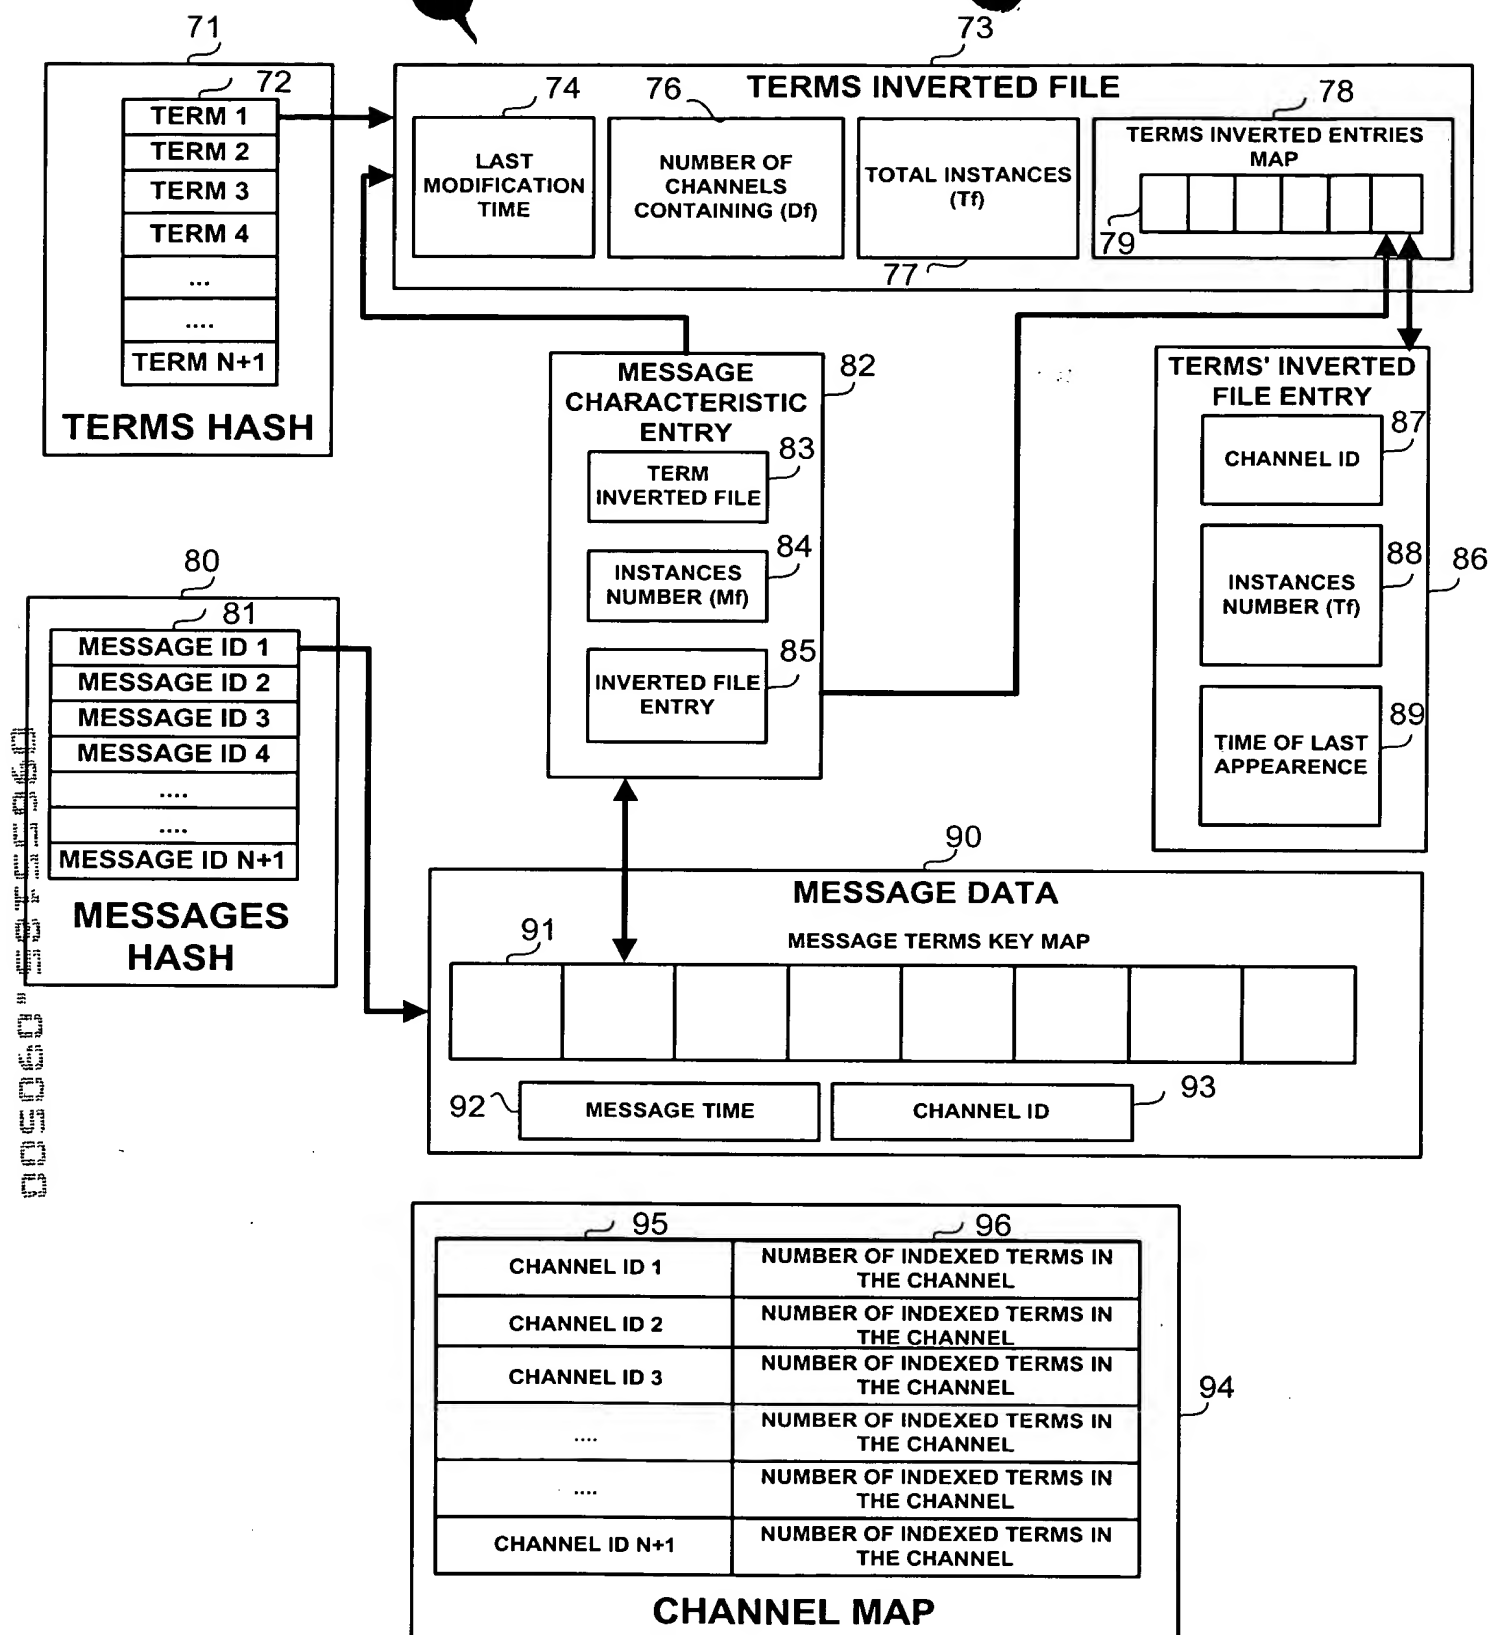 71
72
TERM 1
TERM 2
TERM 3
TERM 4
...
....
TERM N+1
TERMS HASH
73
TERMS INVERTED FILE
74
LAST
MODIFICATION
TIME
76
NUMBER OF
CHANNELS
CONTAINING (Df)
TOTAL INSTANCES
(Tf)
77
78
TERMS INVERTED ENTRIES
MAP
79
MESSAGE
CHARACTERISTIC
ENTRY
82
83
TERM
INVERTED FILE
84
INSTANCES
NUMBER (Mf)
85
INVERTED FILE
ENTRY
TERMS' INVERTED
FILE ENTRY
87
CHANNEL ID
88
INSTANCES
NUMBER (Tf)
86
89
TIME OF LAST
APPEARENCE
80
81
MESSAGE ID 1
MESSAGE ID 2
MESSAGE ID 3
MESSAGE ID 4
....
....
MESSAGE ID N+1
MESSAGES
HASH
90
MESSAGE DATA
MESSAGE TERMS KEY MAP
91
92
MESSAGE TIME
CHANNEL ID
93
95
96
CHANNEL ID 1
NUMBER OF INDEXED TERMS IN
THE CHANNEL
CHANNEL ID 2
NUMBER OF INDEXED TERMS IN
THE CHANNEL
CHANNEL ID 3
NUMBER OF INDEXED TERMS IN
THE CHANNEL
....
NUMBER OF INDEXED TERMS IN
THE CHANNEL
....
NUMBER OF INDEXED TERMS IN
THE CHANNEL
CHANNEL ID N+1
NUMBER OF INDEXED TERMS IN
THE CHANNEL
94
CHANNEL MAP